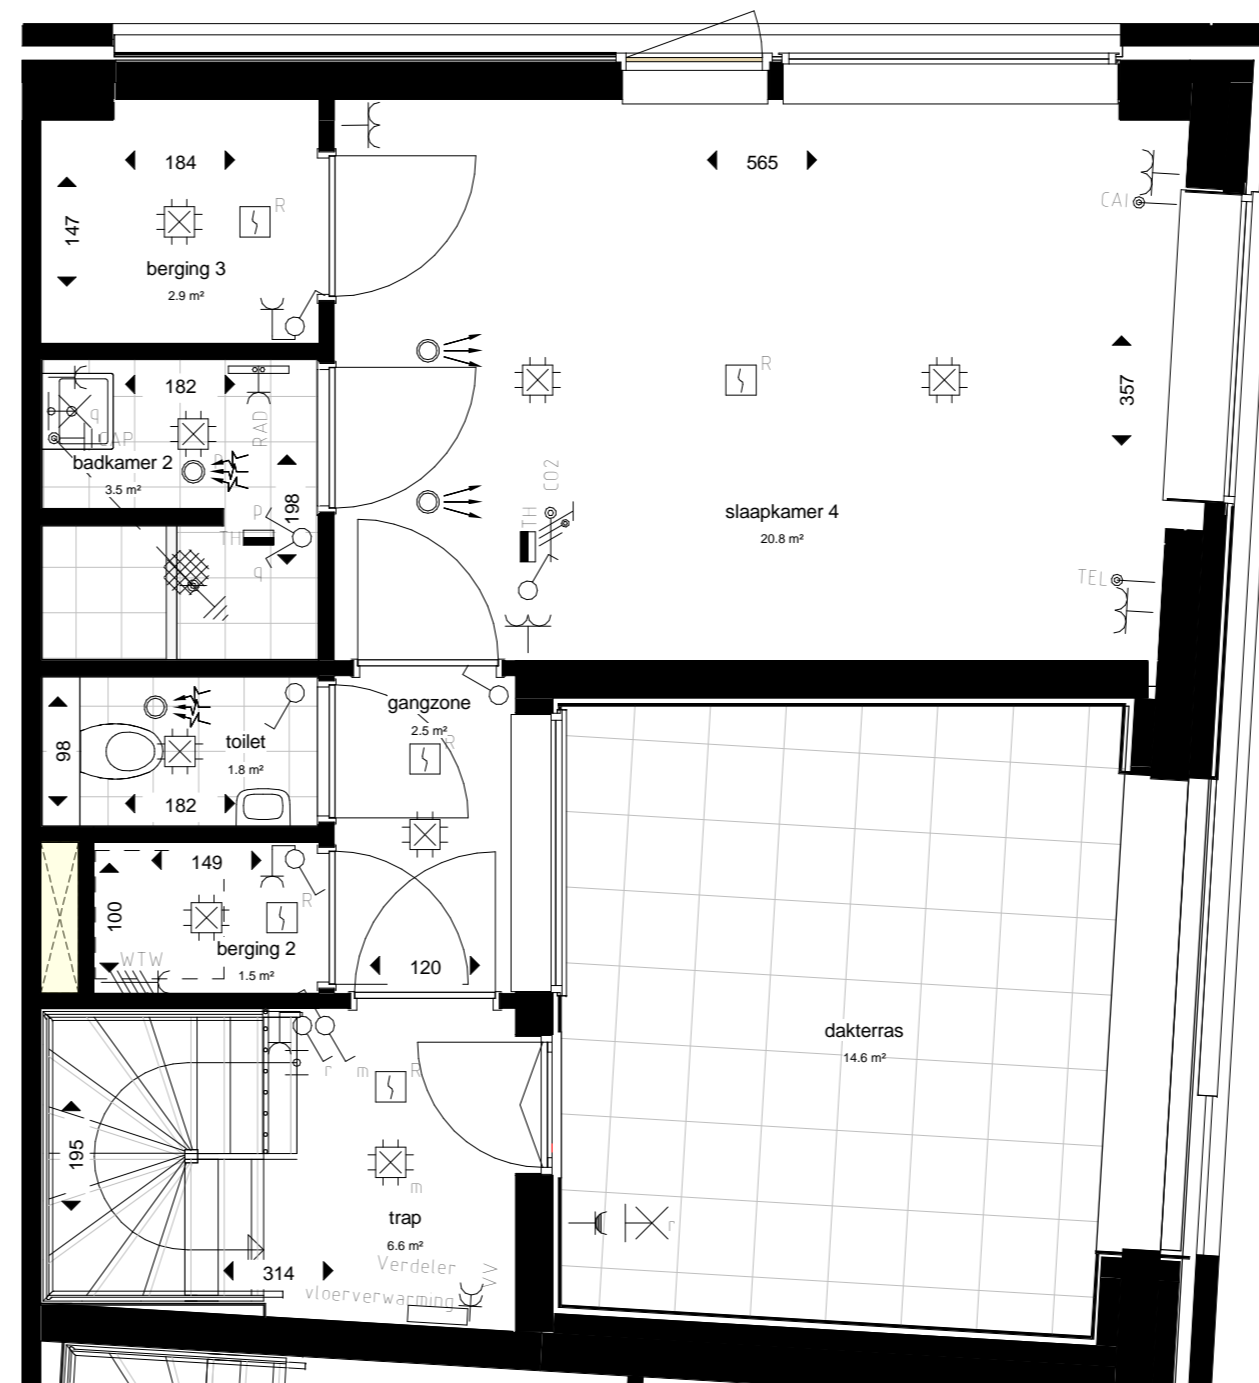 184
565
R
CAI
147
berging 3
2.9 m²
R
357
182
q
CAP
RAD
badkamer 2
3.5 m²
198
p
TH
q
TH
CO2
slaapkamer 4
20.8 m²
TEL
gangzone
2.5 m²
R
98
toilet
1.8 m²
182
149
R
100
WTW
berging 2
1.5 m²
120
r
m
R
dakterras
14.6 m²
195
m
trap
6.6 m²
r
314
Verdeler
vloerverwarming
VV